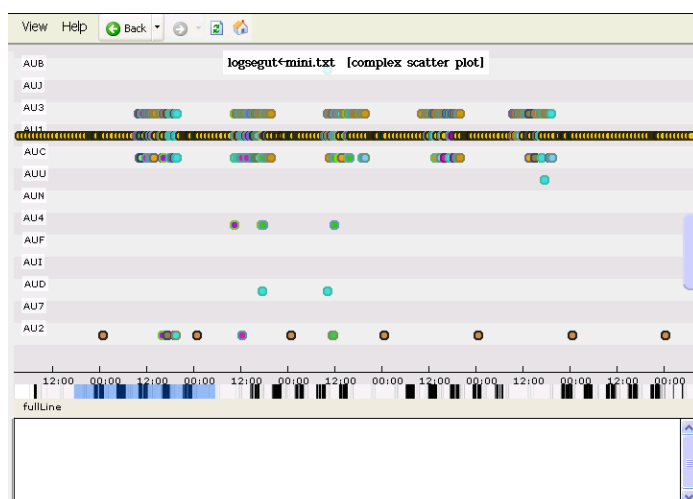 View Help Back
logsegut←mini.txt [complex scatter plot]
AUB
AUJ
AU3
AU1
AUC
AUU
AUN
AU4
AUF
AUI
AUD
AU7
AU2
12:00 00:00 12:00 00:00 12:00 00:00 12:00 00:00 12:00 00:00 12:00 00:00 12:00 00:00
fullLine